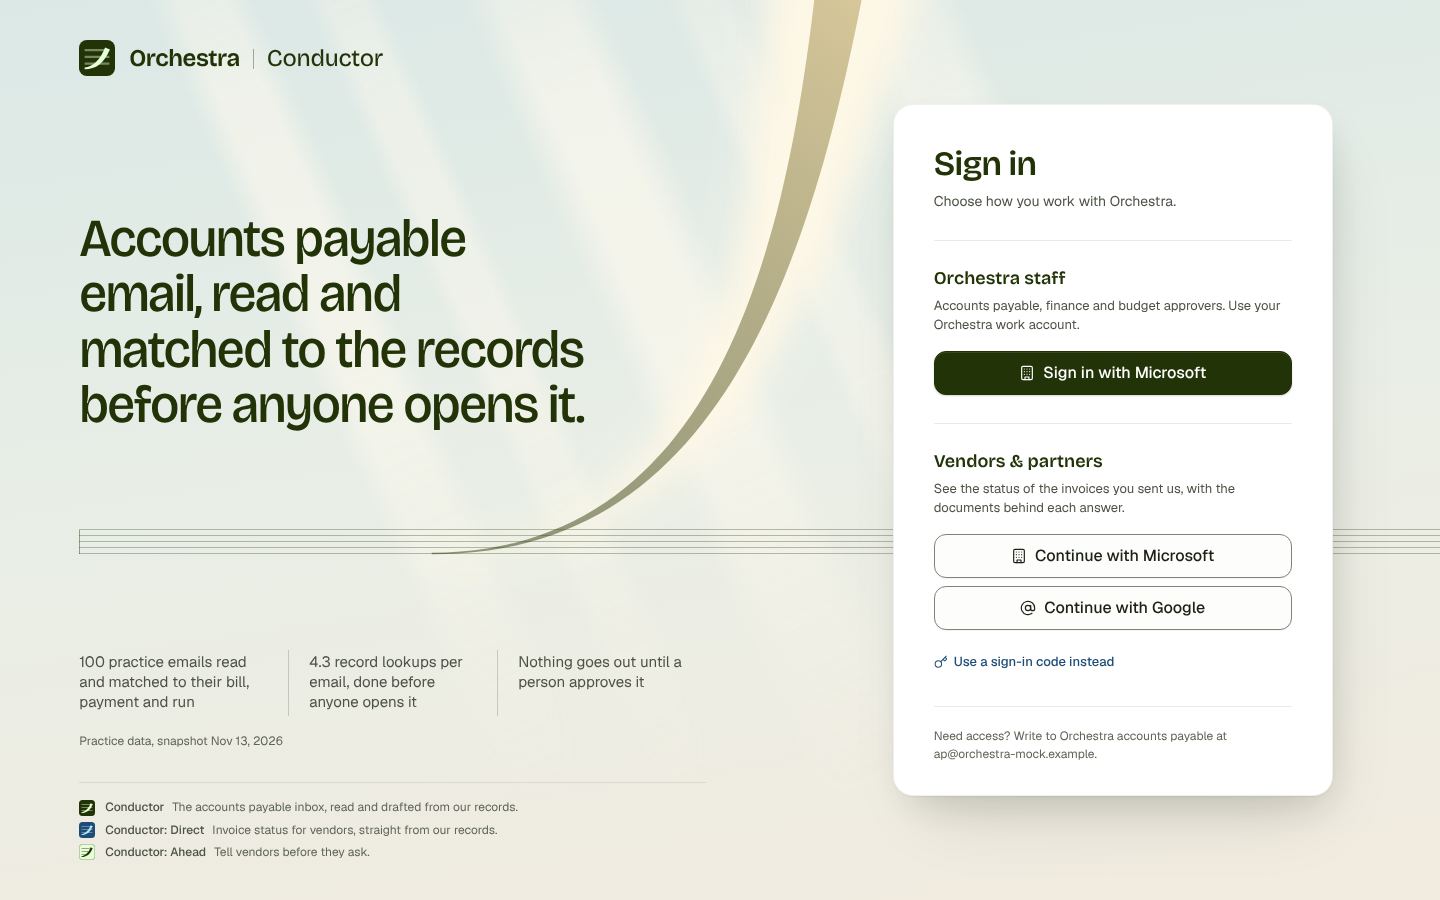 Orchestra | Conductor
Accounts payable
email, read and
matched to the records
before anyone opens it.
100 practice emails read
and matched to their bill,
payment and run
4.3 record lookups per
email, done before
anyone opens it
Nothing goes out until a
person approves it
Practice data, snapshot Nov 13, 2026
Conductor The accounts payable inbox, read and drafted from our records.
Conductor: Direct Invoice status for vendors, straight from our records.
Conductor: Ahead Tell vendors before they ask.
Sign in
Choose how you work with Orchestra.
Orchestra staff
Accounts payable, finance and budget approvers. Use your
Orchestra work account.
Sign in with Microsoft
Vendors & partners
See the status of the invoices you sent us, with the
documents behind each answer.
Continue with Microsoft
Continue with Google
Use a sign-in code instead
Need access? Write to Orchestra accounts payable at
ap@orchestra-mock.example.